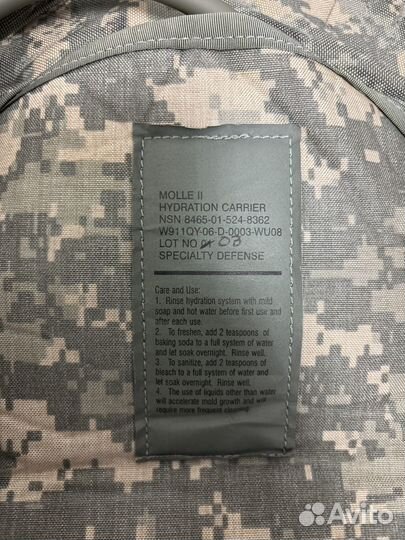 MOLLE II
HYDRATION CARRIER
NSN 8465-01-524-8362
W911QY-06-D-0003-WU08
LOT NO 03
SPECIALTY DEFENSE
Care and Use:
1. Rinse hydration system with mild
soap and hot water before first use and
after each use.
2. To freshen, add 2 teaspoons of
baking soda to a full system of water
and let soak overnight. Rinse well.
3. To sanitize, add 2 teaspoons of
bleach to a full system of water and
let soak overnight. Rinse well.
4. The use of liquids other than water
will accelerate mold growth and will
require more frequent cleaning.
Avito